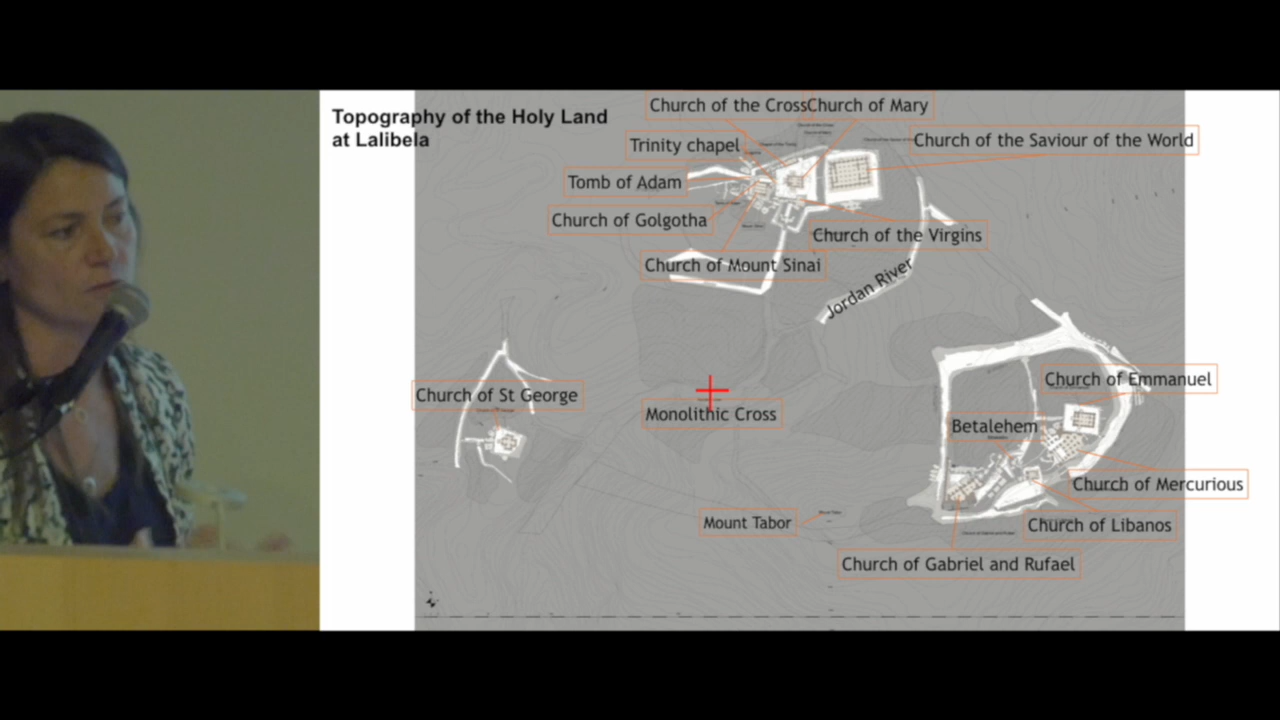 Topography of the Holy Land
at Lalibela
Church of the Cross
Church of Mary
Church of the Saviour of the World
Trinity chapel
Tomb of Adam
Church of Golgotha
Church of the Virgins
Church of Mount Sinai
Jordan River
Church of St George
Church of Emmanuel
Monolithic Cross
Betalehem
Church of Mercurious
Mount Tabor
Church of Libanos
Church of Gabriel and Rufael